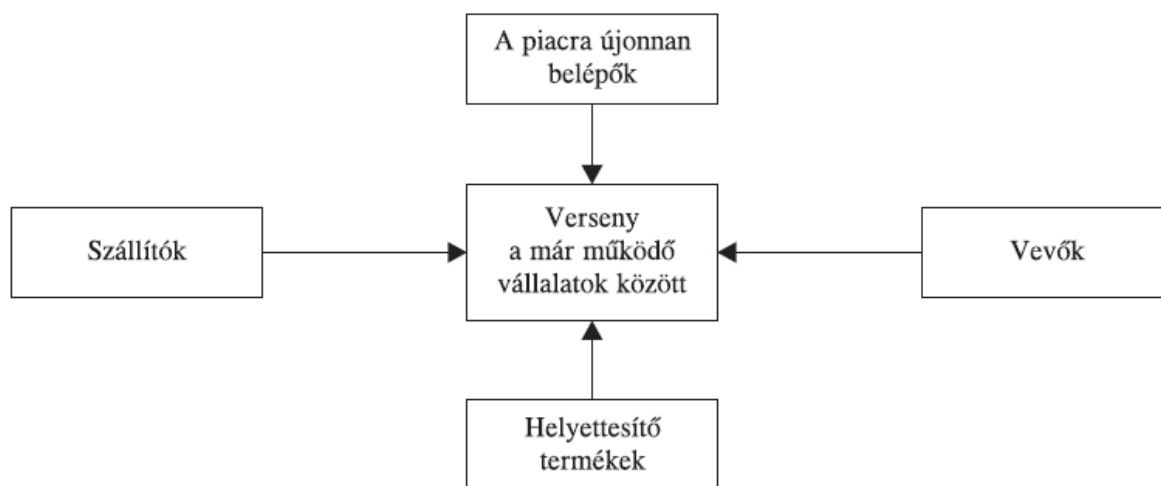 A piacra újonnan
belépők
Szállítók
Verseny
a már működő
vállalatok között
Vevők
Helyettesítő
termékek